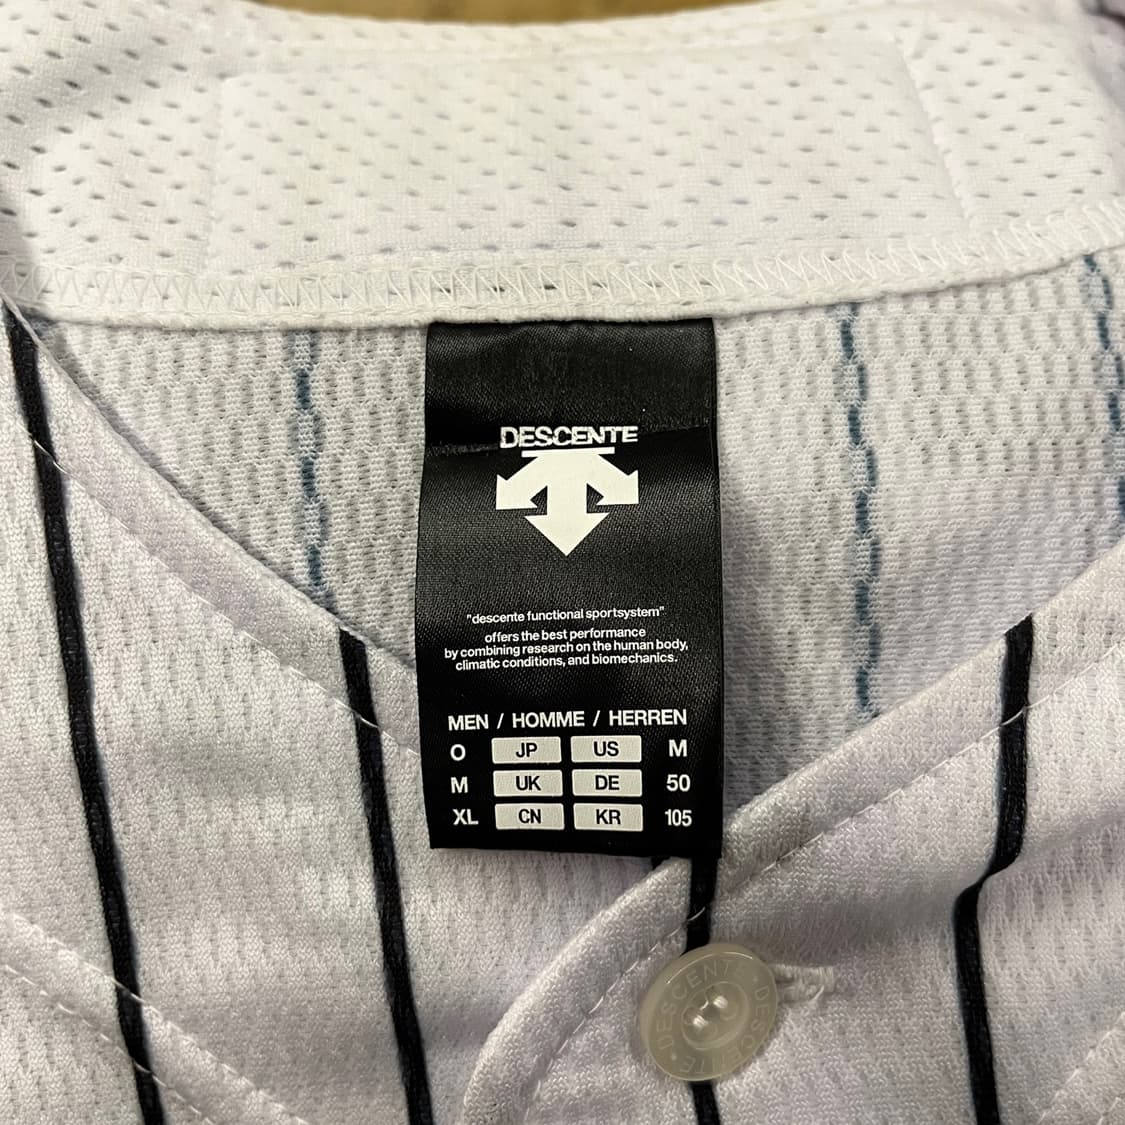 DESCENTE
"descente functional sportsystem"
offers the best performance
by combining research on the human body,
climatic conditions, and biomechanics.
MEN / HOMME / HERREN
O JP US M
M UK DE 50
XL CN KR 105
DESCENTE · DESCENTE ·